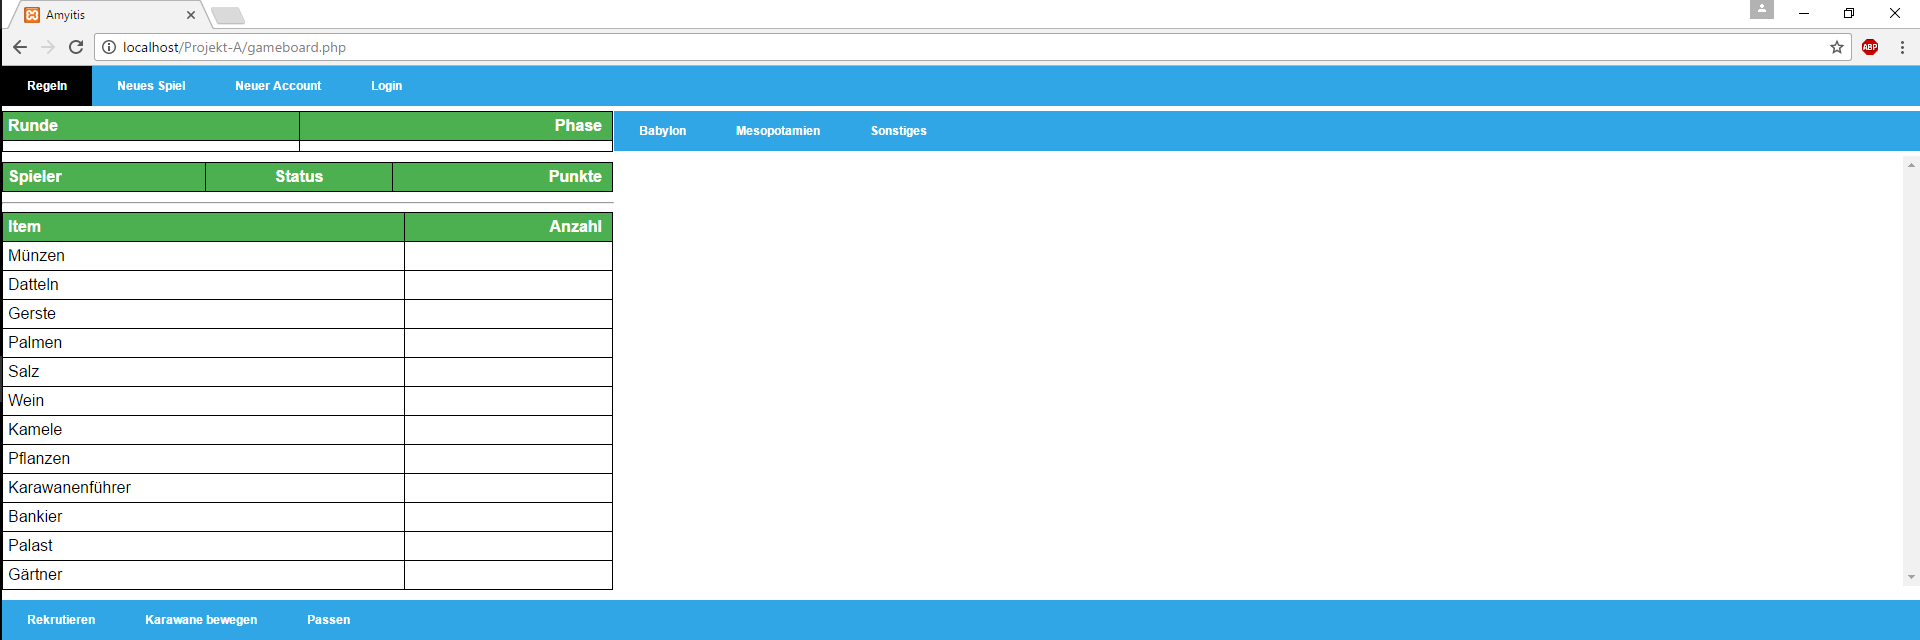 Amyitis
localhost/Projekt-A/gameboard.php
ABP
Regeln Neues Spiel Neuer Account Login
Runde Phase
Babylon Mesopotamien Sonstiges
Spieler Status Punkte
Item Anzahl
Münzen
Datteln
Gerste
Palmen
Salz
Wein
Kamele
Pflanzen
Karawanenführer
Bankier
Palast
Gärtner
Rekrutieren Karawane bewegen Passen